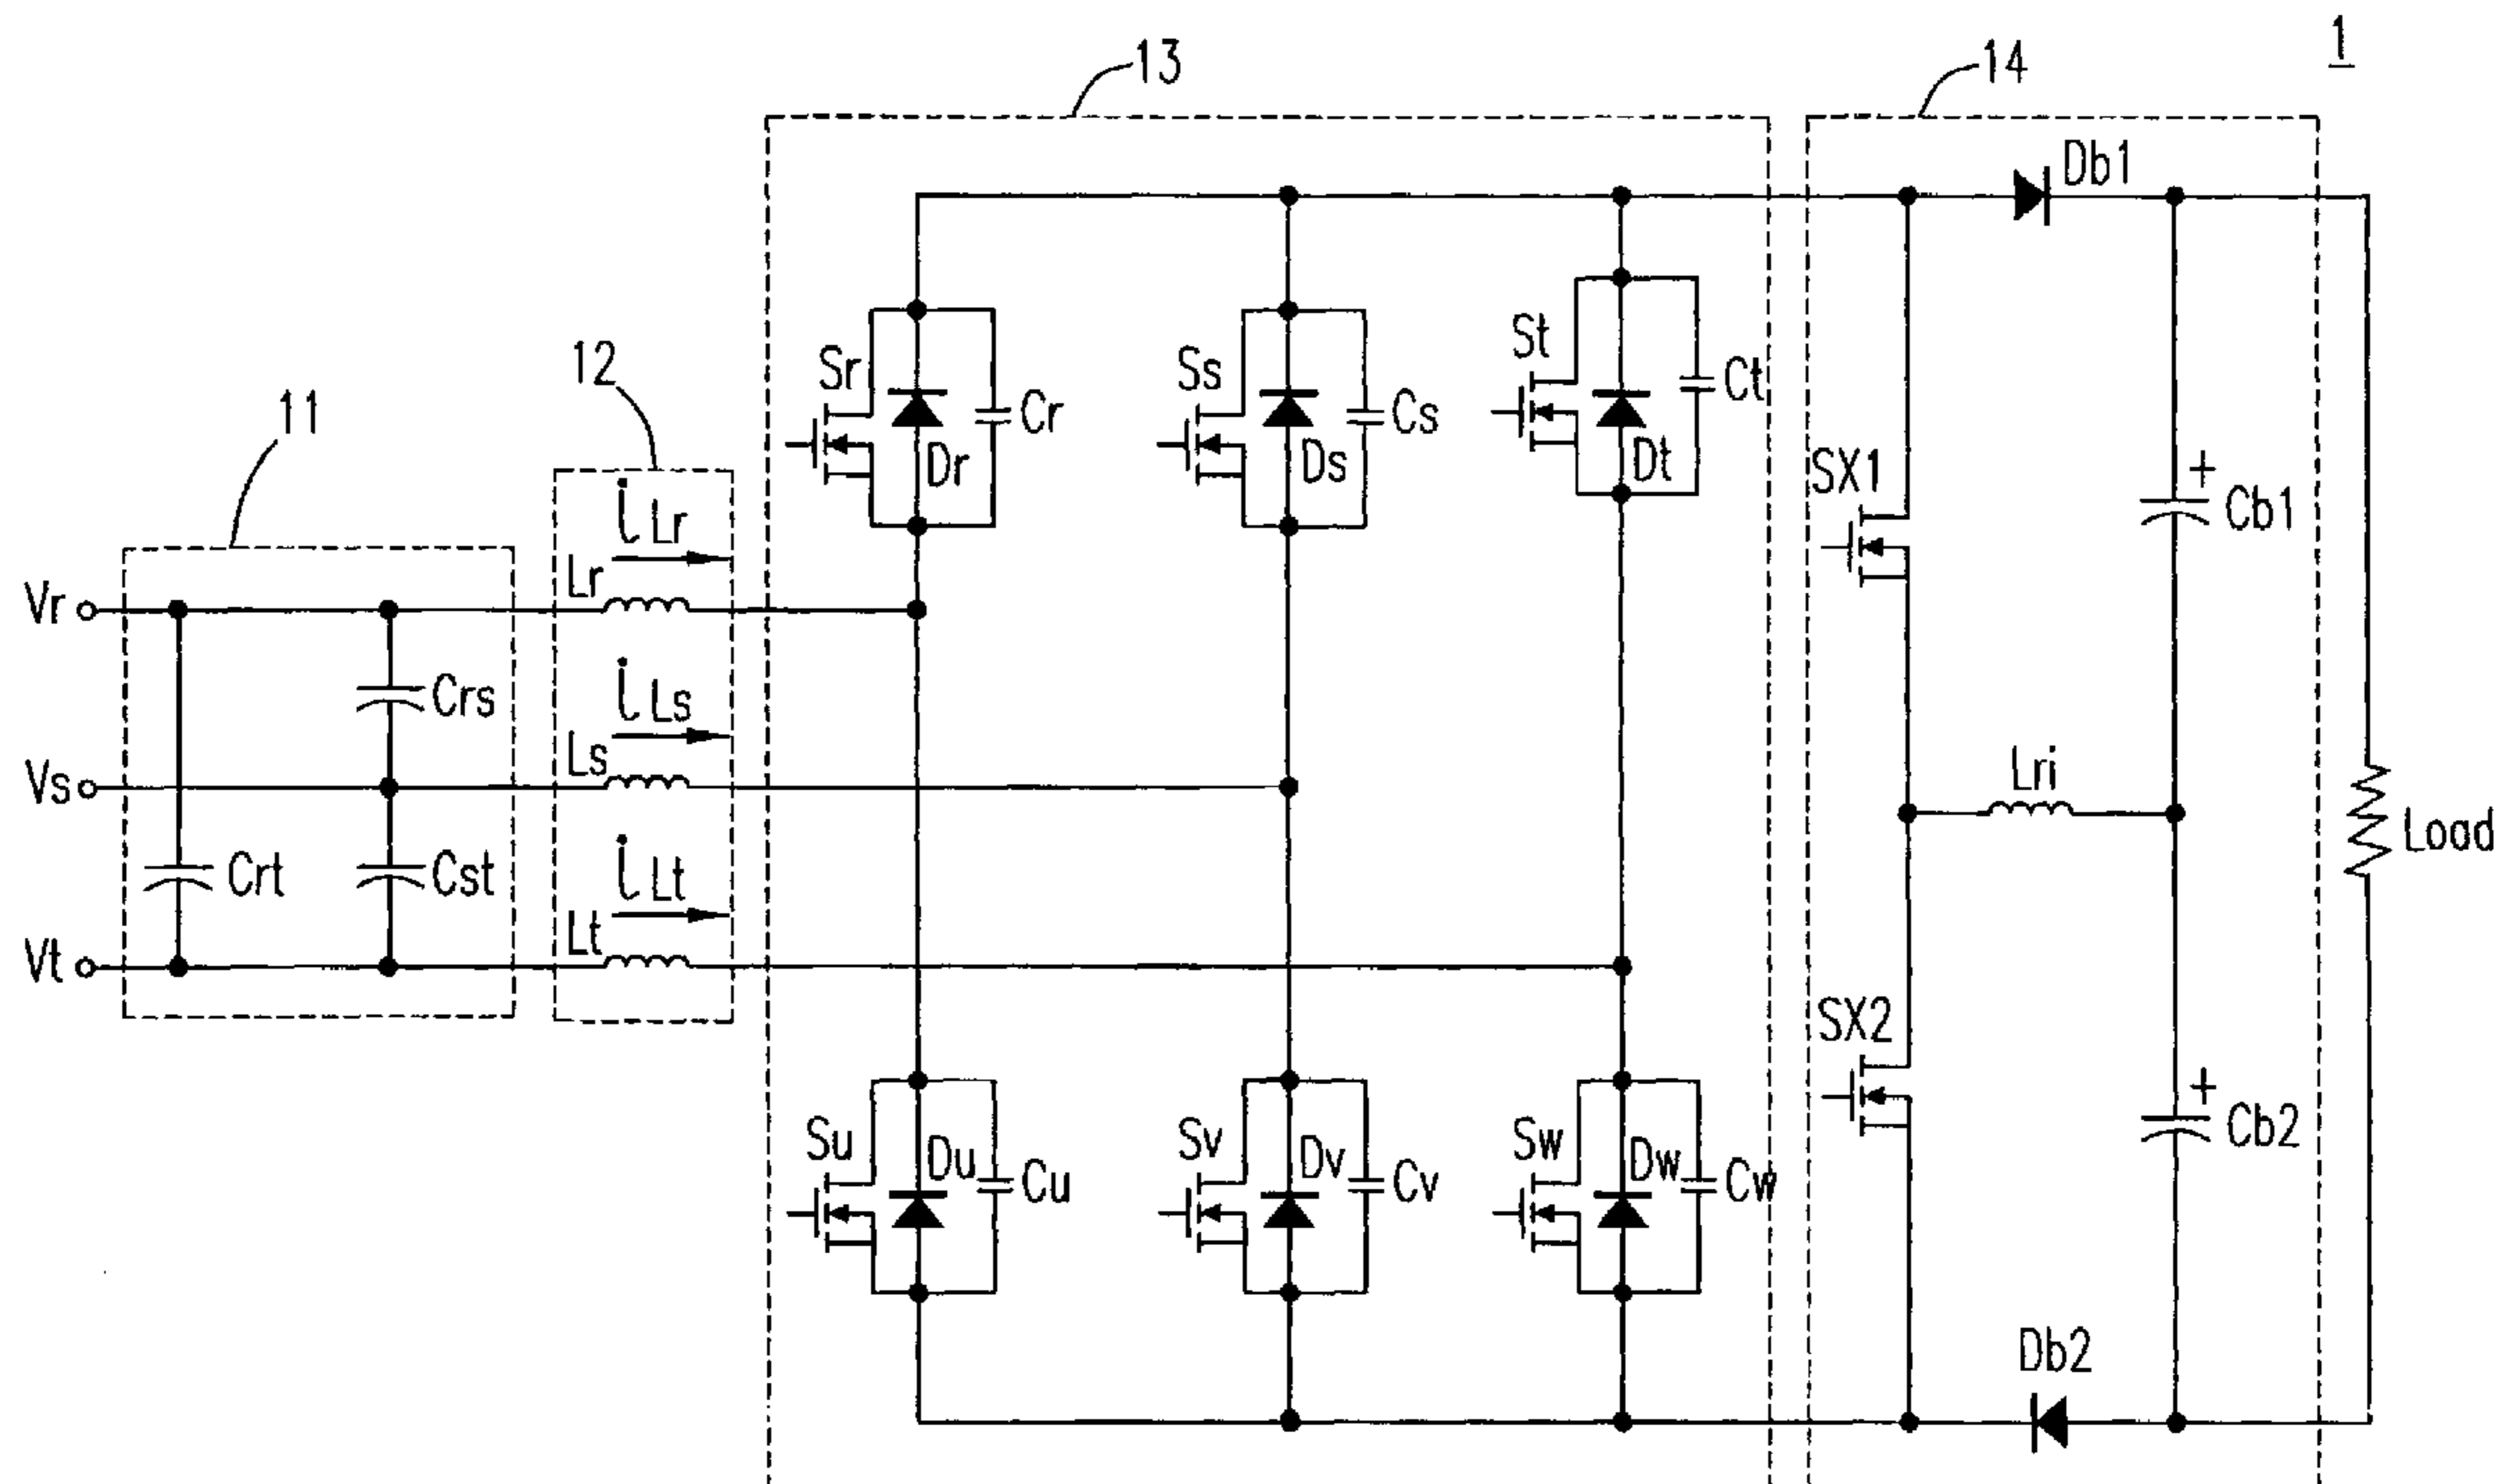 1
13
14
Db1
St
Ct
12
Sr
Cr
Ss
Cs
11
Dr
Ds
Dt
SX1
+
Cb1
iLr
Lr
Vr
Crs
iLs
Ls
Vs
Lri
Load
Crt
Cst
iLt
Lt
Vt
SX2
+
Cb2
Su
Du
Cu
Sv
Dv
Cv
Sw
Dw
Cw
Db2